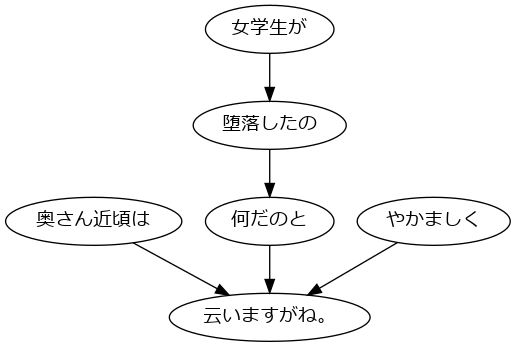 女学生が
堕落したの
奥さん近頃は
何だのと
やかましく
云いますがね。